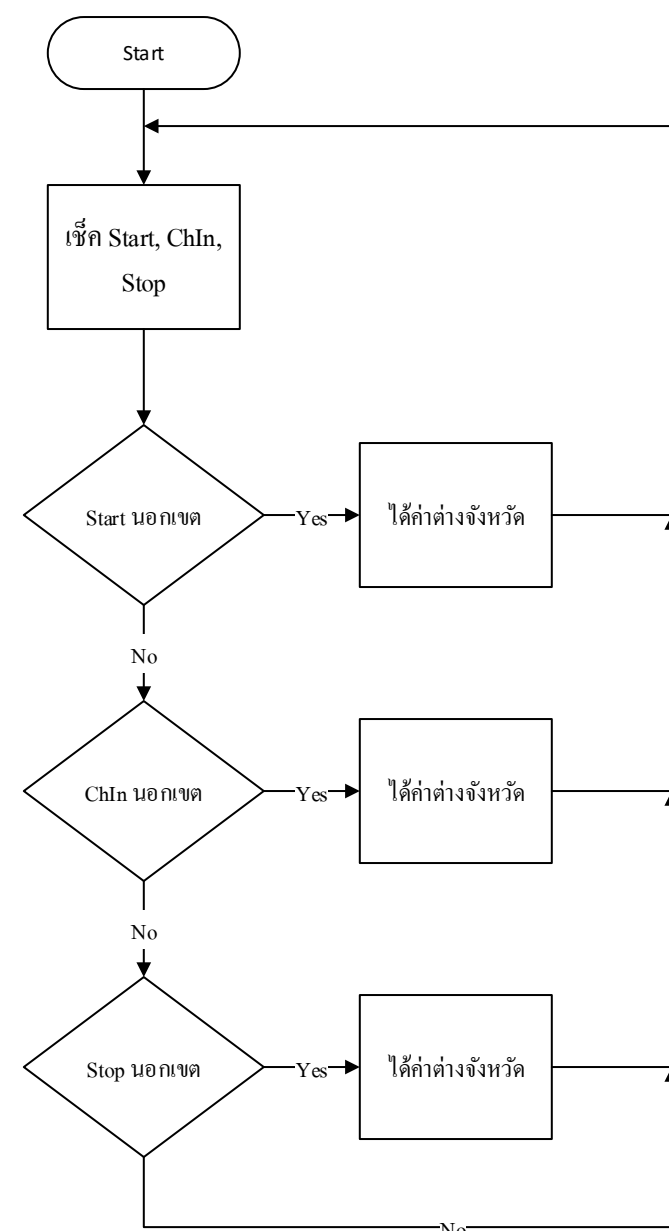 Start
เช็ค Start, ChIn,
Stop
Start นอกเขต
Yes
ได้ค่าต่างจังหวัด
No
ChIn นอกเขต
Yes
ได้ค่าต่างจังหวัด
No
Stop นอกเขต
Yes
ได้ค่าต่างจังหวัด
No